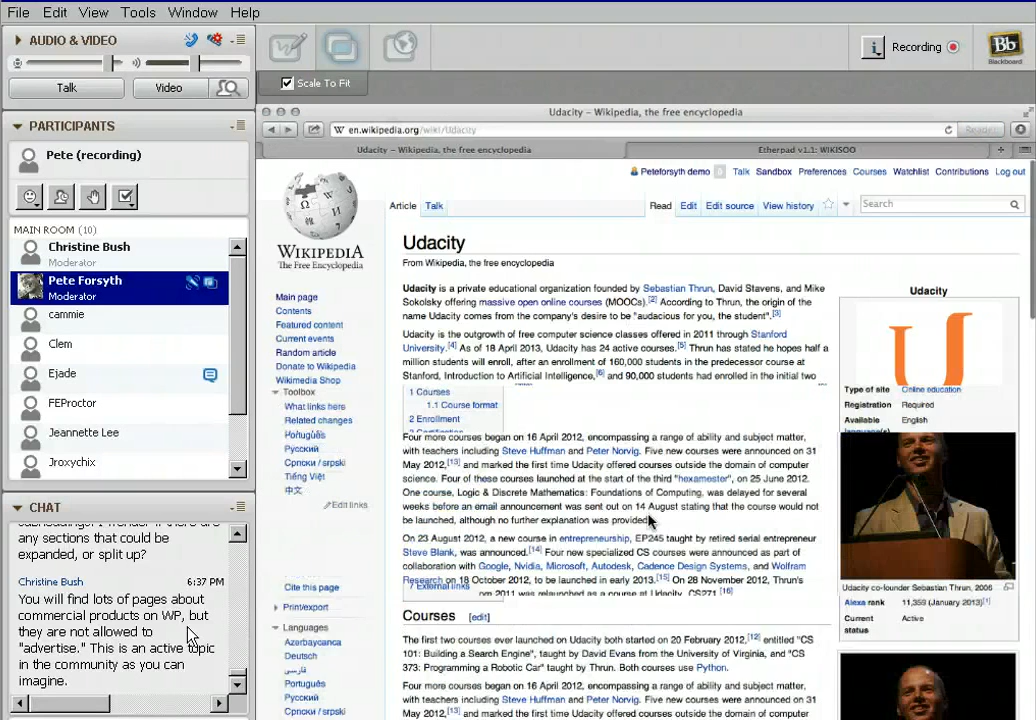 File Edit View Tools Window Help
AUDIO & VIDEO
Talk
Video
Scale To Fit
Recording
Bb
Blackboard
PARTICIPANTS
Pete (recording)
MAIN ROOM (10)
Christine Bush
Moderator
Pete Forsyth
Moderator
cammie
Clem
Ejade
FEProctor
Jeannette Lee
Jroxychix
CHAT
any sections that could be
expanded, or split up?
Christine Bush 6:37 PM
You will find lots of pages about
commercial products on WP, but
they are not allowed to
"advertise." This is an active topic
in the community as you can
imagine.
Udacity – Wikipedia, the free encyclopedia
en.wikipedia.org/wiki/Udacity
Reader
Udacity – Wikipedia, the free encyclopedia
Etherpad v1.1: WIKISOO
Peteforsyth demo 0 Talk Sandbox Preferences Courses Watchlist Contributions Log out
Article Talk Read Edit Edit source View history
Search
WIKIPEDIA
The Free Encyclopedia
Main page
Contents
Featured content
Current events
Random article
Donate to Wikipedia
Wikimedia Shop
Toolbox
What links here
Related changes
Português
Русский
Српски / srpski
Tiếng Việt
中文
Edit links
Cite this page
Print/export
Languages
Azərbaycanca
Deutsch
فارسی
Português
Русский
Српски / srpski
Udacity
From Wikipedia, the free encyclopedia
Udacity is a private educational organization founded by Sebastian Thrun, David Stavens, and Mike
Sokolsky offering massive open online courses (MOOCs).[2] According to Thrun, the origin of the
name Udacity comes from the company's desire to be "audacious for you, the student".[3]
Udacity is the outgrowth of free computer science classes offered in 2011 through Stanford
University.[4] As of 18 April 2013, Udacity has 24 active courses.[5] Thrun has stated he hopes half a
million students will enroll, after an enrollment of 160,000 students in the predecessor course at
Stanford, Introduction to Artificial Intelligence,[6] and 90,000 students had enrolled in the initial two
1 Courses
1.1 Course format
2 Enrollment
Four more courses began on 16 April 2012, encompassing a range of ability and subject matter,
with teachers including Steve Huffman and Peter Norvig. Five new courses were announced on 31
May 2012,[13] and marked the first time Udacity offered courses outside the domain of computer
science. Four of these courses launched at the start of the third "hexamester", on 25 June 2012.
One course, Logic & Discrete Mathematics: Foundations of Computing, was delayed for several
weeks before an email announcement was sent out on 14 August stating that the course would not
be launched, although no further explanation was provided.
On 23 August 2012, a new course in entrepreneurship, EP245 taught by retired serial entrepreneur
Steve Blank, was announced.[14] Four new specialized CS courses were announced as part of
collaboration with Google, Nvidia, Microsoft, Autodesk, Cadence Design Systems, and Wolfram
Research on 18 October 2012, to be launched in early 2013.[15] On 28 November 2012, Thrun's
7 External links
2011 was relaunched as a course at Udacity, CS271 [16]
Courses [edit]
The first two courses ever launched on Udacity both started on 20 February 2012,[12] entitled "CS
101: Building a Search Engine", taught by David Evans from the University of Virginia, and "CS
373: Programming a Robotic Car" taught by Thrun. Both courses use Python.
Four more courses began on 16 April 2012, encompassing a range of ability and subject matter,
with teachers including Steve Huffman and Peter Norvig. Five new courses were announced on 31
May 2012,[13] and marked the first time Udacity offered courses outside the domain of computer
Udacity
Type of site Online education
Registration Required
Available English
language(s)
Udacity co-founder Sebastian Thrun, 2006
Alexa rank 11,359 (January 2013)[1]
Current Active
status